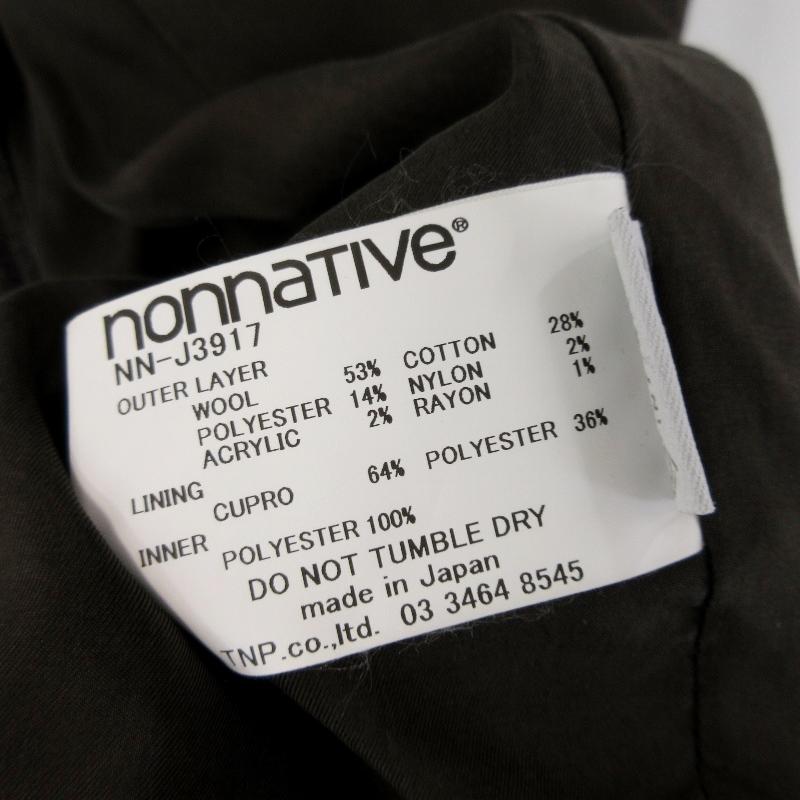 nonnative®
NN-J3917
OUTER LAYER
WOOL 53% COTTON 28%
POLYESTER 14% NYLON 2%
ACRYLIC 2% RAYON 1%
LINING
CUPRO 64% POLYESTER 36%
INNER
POLYESTER 100%
DO NOT TUMBLE DRY
made in Japan
TNP.co.,ltd. 03 3464 8545